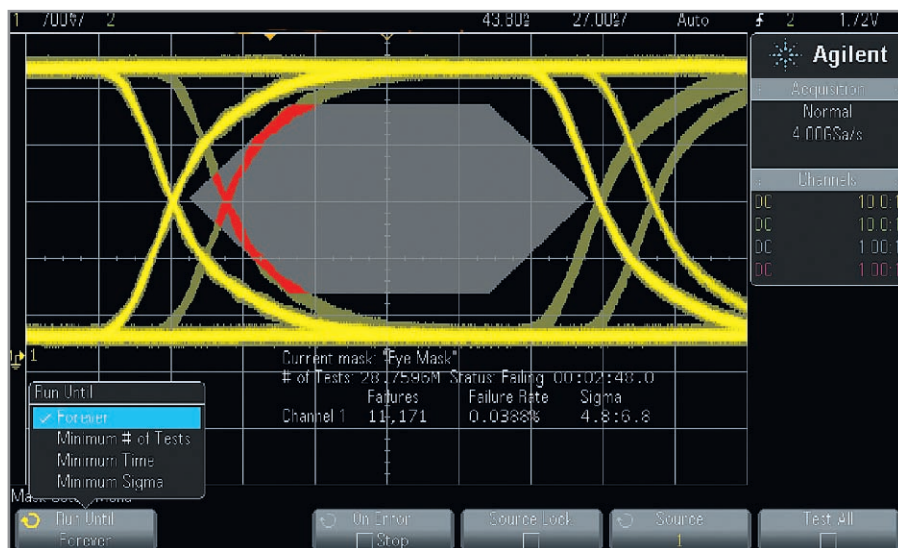 1 700V/ 2 43.80s 27.00s/ Auto 2 1.72V
Agilent
Acquisition
Normal
4.00GSa/s
Channels
DC 10.0:1
DC 10.0:1
DC 1.00:1
DC 1.00:1
1
Current mask: "Eye Mask"
# of Tests: 28.7596M Status: Failing 00:02:48.0
Failures Failure Rate Sigma
Channel 1 11,171 0.0388% 4.8:6.8
Run Until
Forever
Minimum # of Tests
Minimum Time
Minimum Sigma
Menu
Run Until
Forever
On Error
Stop
Source Lock
Source
1
Test All